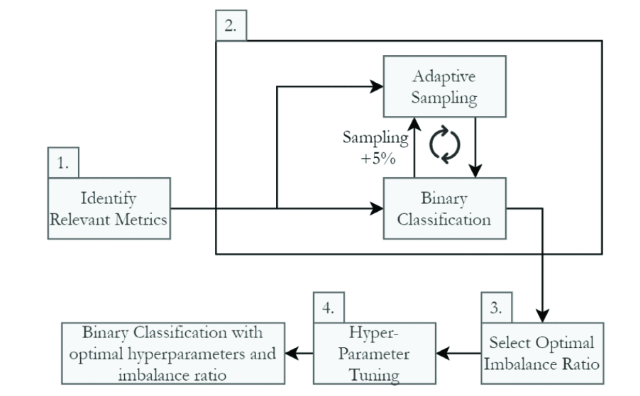 2.
Adaptive
Sampling
Sampling
+5%
1.
Identify
Relevant Metrics
Binary
Classification
4.
3.
Binary Classification with
optimal hyperparameters and
imbalance ratio
Hyper-
Parameter
Tuning
Select Optimal
Imbalance Ratio